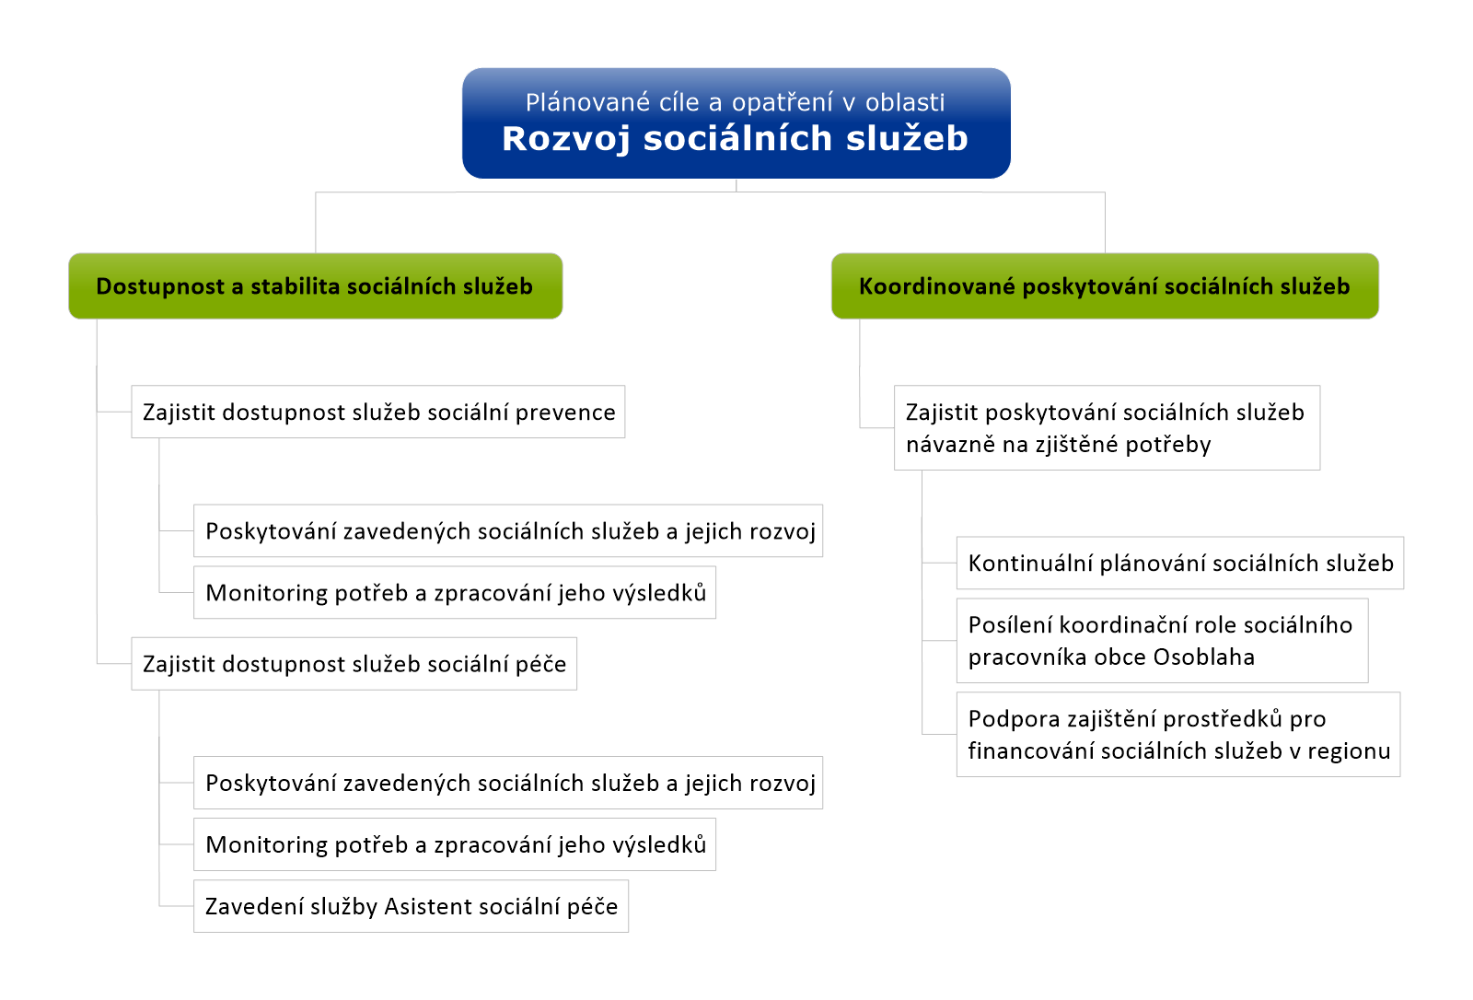 Plánované cíle a opatření v oblasti
Rozvoj sociálních služeb
Dostupnost a stabilita sociálních služeb
Zajistit dostupnost služeb sociální prevence
Poskytování zavedených sociálních služeb a jejich rozvoj
Monitoring potřeb a zpracování jeho výsledků
Zajistit dostupnost služeb sociální péče
Poskytování zavedených sociálních služeb a jejich rozvoj
Monitoring potřeb a zpracování jeho výsledků
Zavedení služby Asistent sociální péče
Koordinované poskytování sociálních služeb
Zajistit poskytování sociálních služeb
návazně na zjištěné potřeby
Kontinuální plánování sociálních služeb
Posílení koordinační role sociálního
pracovníka obce Osoblaha
Podpora zajištění prostředků pro
financování sociálních služeb v regionu